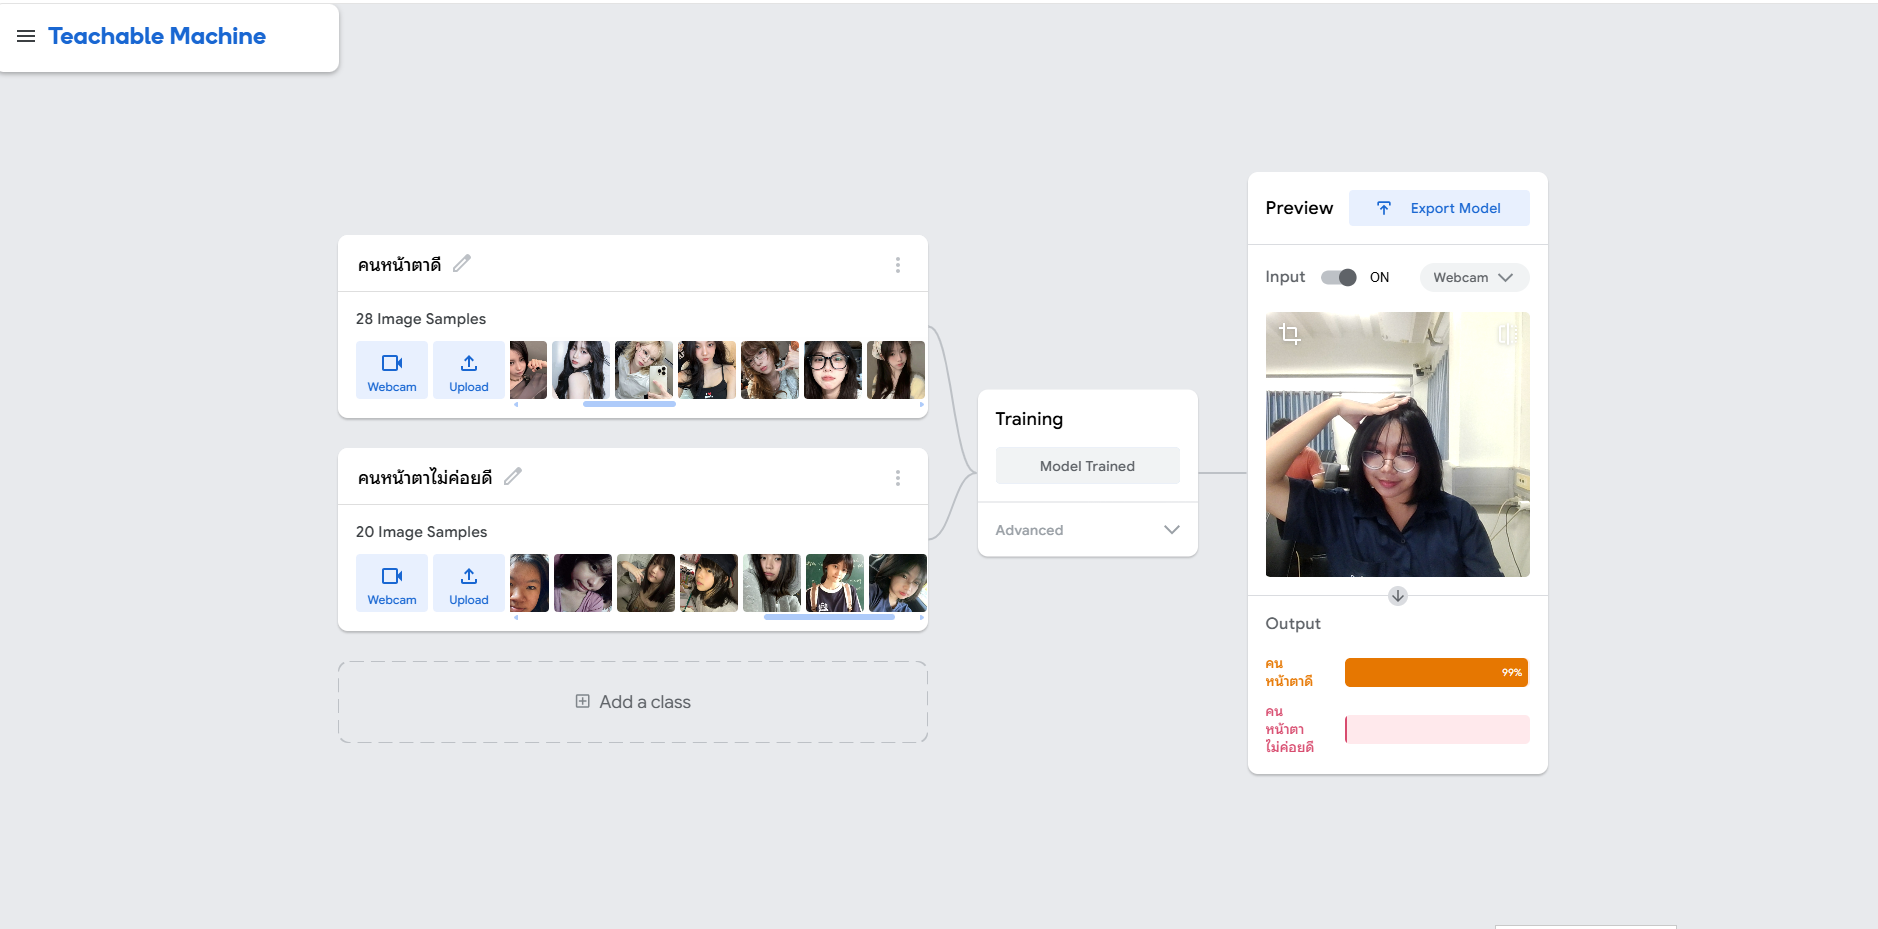 Teachable Machine
คนหน้าตาดี
28 Image Samples
Webcam
Upload
คนหน้าตาไม่ค่อยดี
20 Image Samples
Webcam
Upload
Add a class
Training
Model Trained
Advanced
Preview
Export Model
Input
ON
Webcam
Output
คน
หน้าตาดี
99%
คน
หน้าตา
ไม่ค่อยดี